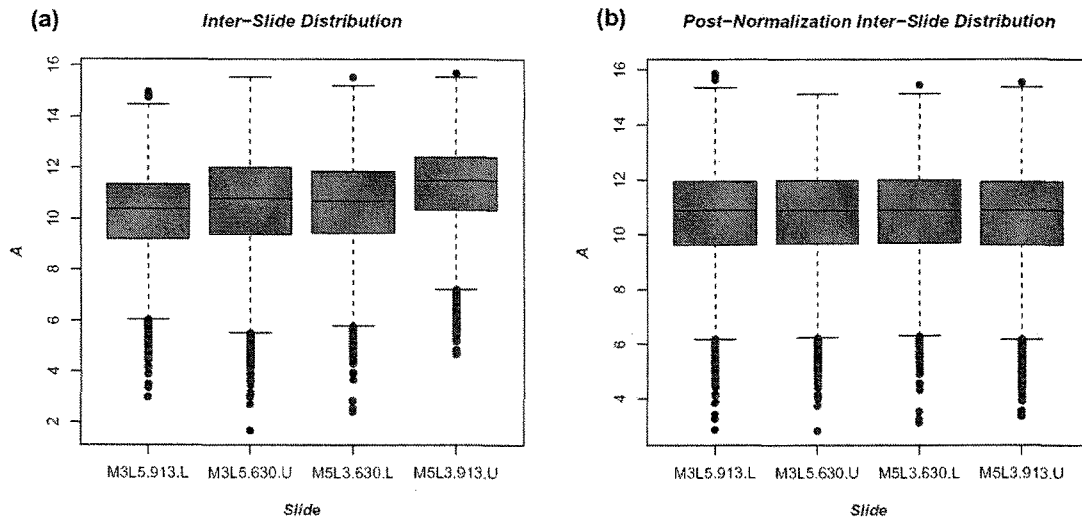 (a)
Inter-Slide Distribution
A
16
14
12
10
8
6
4
2
M3L5.913.L M3L5.630.U M5L3.630.L M5L3.913.U
Slide
(b)
Post-Normalization Inter-Slide Distribution
A
16
14
12
10
6
4
M3L5.913.L M3L5.630.U M5L3.630.L M5L3.913.U
Slide